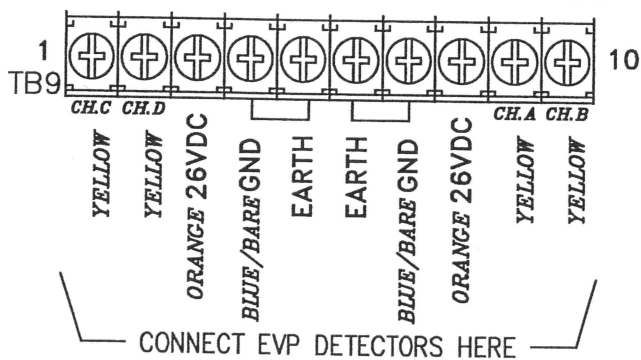 1
10
TB9
CH.C
CH.D
CH.A
CH.B
YELLOW
YELLOW
ORANGE 26VDC
BLUE/BARE GND
EARTH
EARTH
BLUE/BARE GND
ORANGE 26VDC
YELLOW
YELLOW
CONNECT EVP DETECTORS HERE